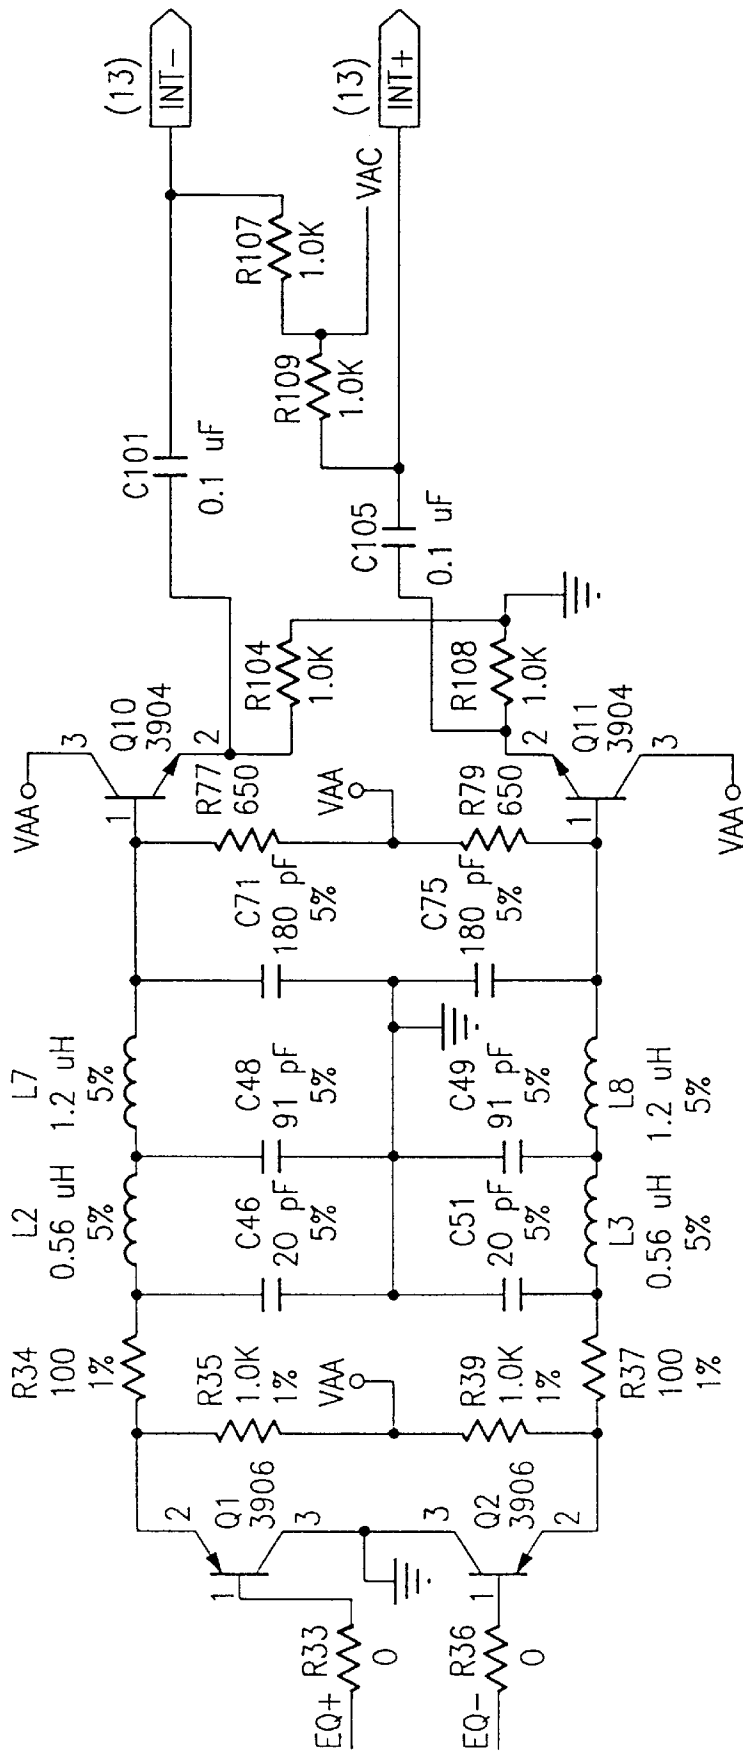 EQ+
R33
0
EQ-
R36
0
1
Q1
3906
2
3
1
Q2
3906
2
3
R34
100
1%
R35
1.0K
1%
VAA
R39
1.0K
1%
R37
100
1%
L2
0.56 uH
5%
L7
1.2 uH
5%
C46
20 pF
5%
C48
91 pF
5%
C71
180 pF
5%
C51
20 pF
5%
C49
91 pF
5%
C75
180 pF
5%
L3
0.56 uH
5%
L8
1.2 uH
5%
R77
650
VAA
R79
650
VAA
1
3
Q10
3904
2
1
2
Q11
3904
3
VAA
R104
1.0K
R108
1.0K
C101
0.1 uF
C105
0.1 uF
R107
1.0K
R109
1.0K
VAC
(13)
INT-
(13)
INT+